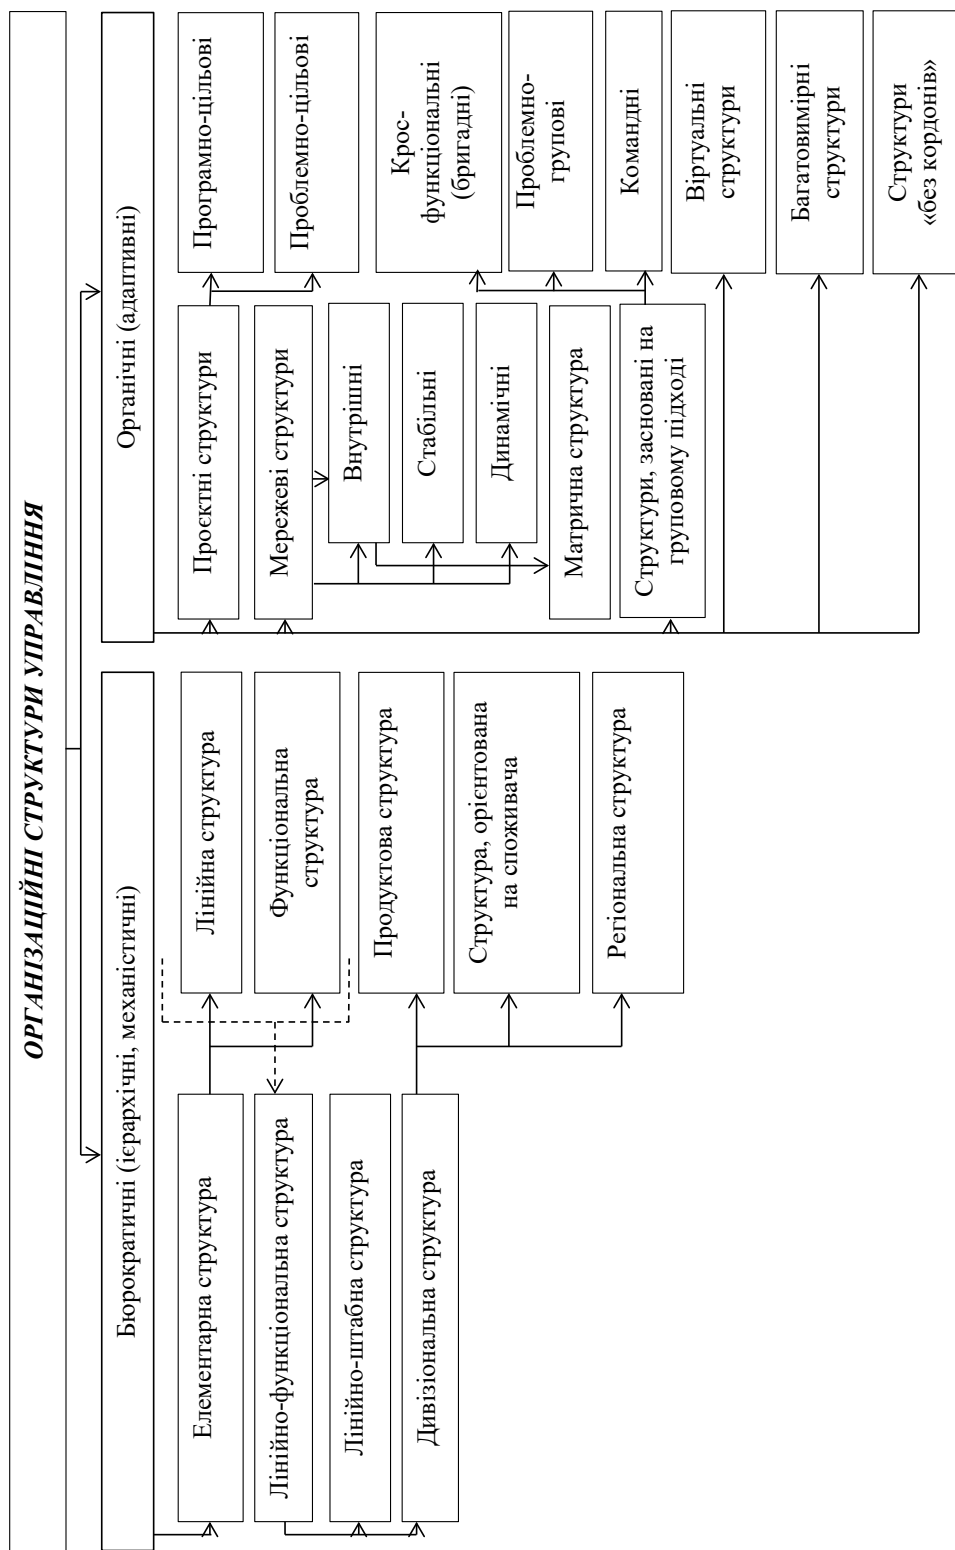 ОРГАНІЗАЦІЙНІ СТРУКТУРИ УПРАВЛІННЯ
Бюрократичні (ієрархічні, механістичні)
Елементарна структура
Лінійна структура
Функціональна
структура
Лінійно-функціональна структура
Лінійно-штабна структура
Дивізіональна структура
Продуктова структура
Структура, орієнтована
на споживача
Регіональна структура
Органічні (адаптивні)
Проєктні структури
Програмно-цільові
Проблемно-цільові
Мережеві структури
Внутрішні
Стабільні
Динамічні
Матрична структура
Структури, засновані на
груповому підході
Крос-
функціональні
(бригадні)
Проблемно-
групові
Командні
Віртуальні
структури
Багатовимірні
структури
Структури
«без кордонів»